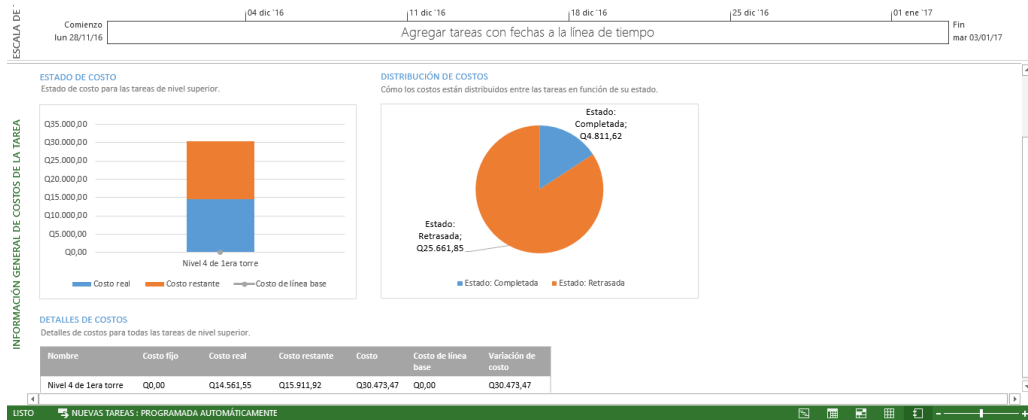 ESCALA DE
Comienzo
lun 28/11/16
04 dic '16
11 dic '16
18 dic '16
25 dic '16
01 ene '17
Agregar tareas con fechas a la línea de tiempo
Fin
mar 03/01/17
INFORMACIÓN GENERAL DE COSTOS DE LA TAREA
ESTADO DE COSTO
Estado de costo para las tareas de nivel superior.
Q35.000,00
Q30.000,00
Q25.000,00
Q20.000,00
Q15.000,00
Q10.000,00
Q5.000,00
Q0,00
Nivel 4 de 1era torre
Costo real Costo restante Costo de línea base
DISTRIBUCIÓN DE COSTOS
Cómo los costos están distribuidos entre las tareas en función de su estado.
Estado:
Completada;
Q4.811,62
Estado:
Retrasada;
Q25.661,85
Estado: Completada Estado: Retrasada
DETALLES DE COSTOS
Detalles de costos para todas las tareas de nivel superior.
Nombre Costo fijo Costo real Costo restante Costo Costo de línea base Variación de costo
Nivel 4 de 1era torre Q0,00 Q14.561,55 Q15.911,92 Q30.473,47 Q0,00 Q30.473,47
LISTO NUEVAS TAREAS : PROGRAMADA AUTOMÁTICAMENTE